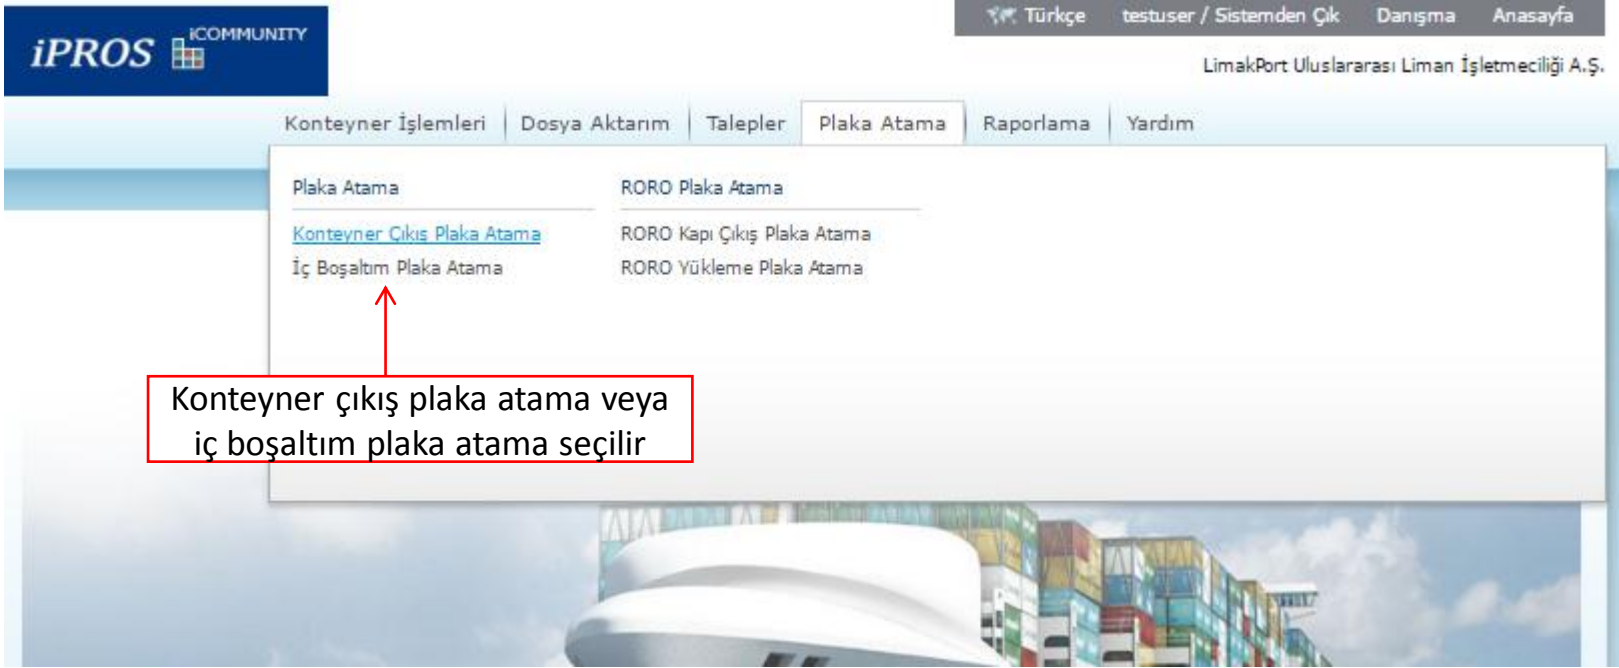 Türkçe testuser / Sistemden Çık Danışma Anasayfa
iPROS iCOMMUNITY
LimakPort Uluslararası Liman İşletmeciliği A.Ş.
Konteyner İşlemleri Dosya Aktarım Talepler Plaka Atama Raporlama Yardım
Plaka Atama RORO Plaka Atama
Konteyner Çıkış Plaka Atama RORO Kapı Çıkış Plaka Atama
İç Boşaltım Plaka Atama RORO Yükleme Plaka Atama
Konteyner çıkış plaka atama veya
iç boşaltım plaka atama seçilir